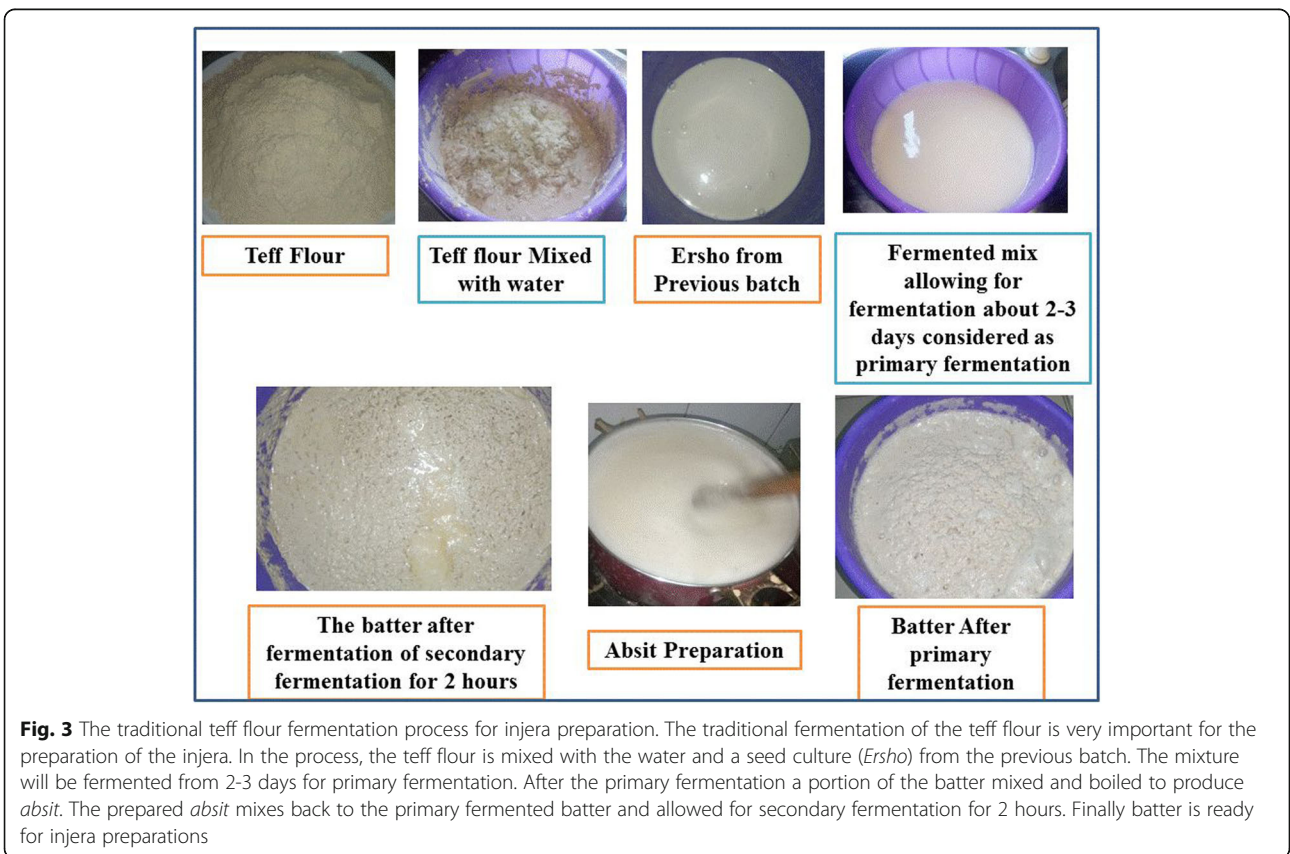 Teff Flour
Teff flour Mixed
with water
Ersho from
Previous batch
Fermented mix
allowing for
fermentation about 2-3
days considered as
primary fermentation
The batter after
fermentation of secondary
fermentation for 2 hours
Absit Preparation
Batter After
primary
fermentation
Fig. 3 The traditional teff flour fermentation process for injera preparation. The traditional fermentation of the teff flour is very important for the
preparation of the injera. In the process, the teff flour is mixed with the water and a seed culture (Ersho) from the previous batch. The mixture
will be fermented from 2-3 days for primary fermentation. After the primary fermentation a portion of the batter mixed and boiled to produce
absit. The prepared absit mixes back to the primary fermented batter and allowed for secondary fermentation for 2 hours. Finally batter is ready
for injera preparations